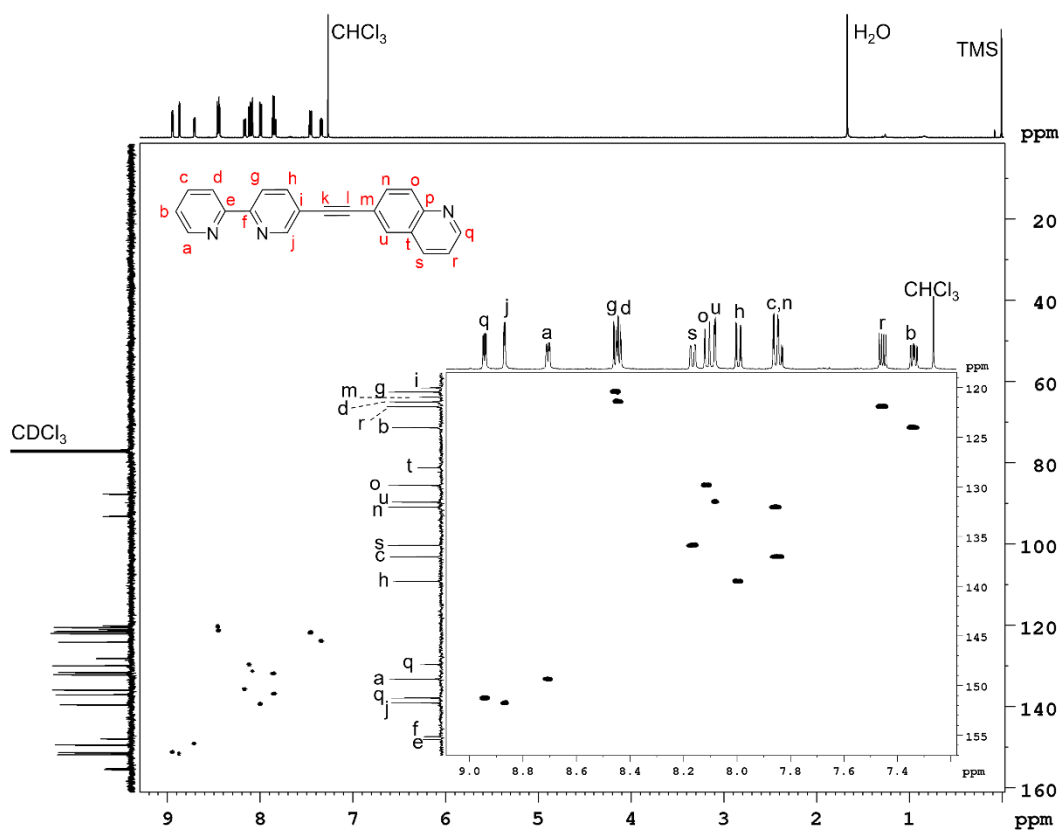 CHCl3
H2O
TMS
ppm
c d g h n o
b e f i k l m p N q
N N
a j u t s r
20
40
60
80
100
120
140
160
CDCl3
q j a g d s o u h c,n r b CHCl3
ppm
i
m g
d
r
b
t
o
u
n
s
c
h
q
a
q
j
f
e
120
125
130
135
140
145
150
155
9.0 8.8 8.6 8.4 8.2 8.0 7.8 7.6 7.4 ppm
9 8 7 6 5 4 3 2 1 ppm